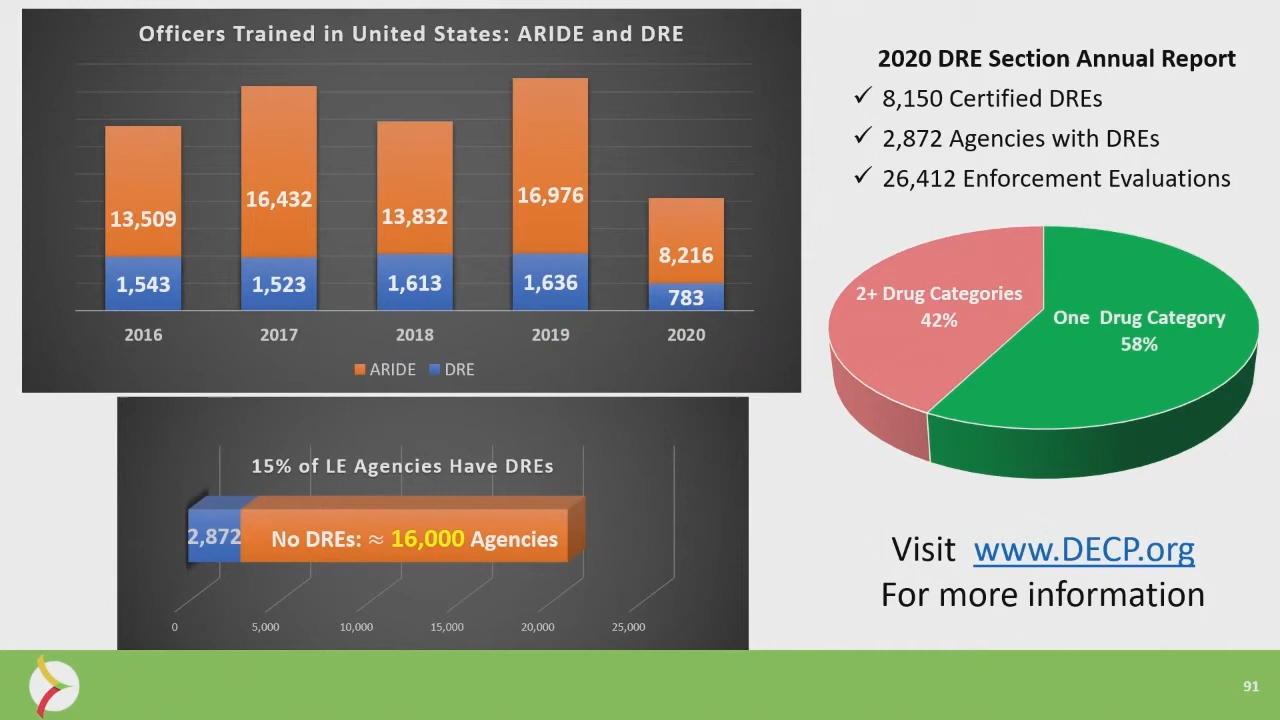 Officers Trained in United States: ARIDE and DRE
13,509
16,432
13,832
16,976
8,216
1,543
1,523
1,613
1,636
783
2016
2017
2018
2019
2020
ARIDE
DRE
15% of LE Agencies Have DREs
2,872
No DREs: ≈ 16,000 Agencies
0
5,000
10,000
15,000
20,000
25,000
2020 DRE Section Annual Report
✓ 8,150 Certified DREs
✓ 2,872 Agencies with DREs
✓ 26,412 Enforcement Evaluations
2+ Drug Categories
42%
One Drug Category
58%
Visit www.DECP.org
For more information
91